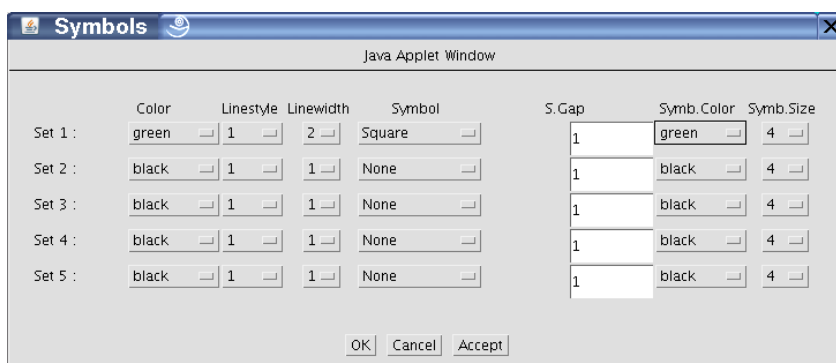 Symbols
Java Applet Window
Color Linestyle Linewidth Symbol S.Gap Symb.Color Symb.Size
Set 1 : green 1 2 Square 1 green 4
Set 2 : black 1 1 None 1 black 4
Set 3 : black 1 1 None 1 black 4
Set 4 : black 1 1 None 1 black 4
Set 5 : black 1 1 None 1 black 4
OK Cancel Accept